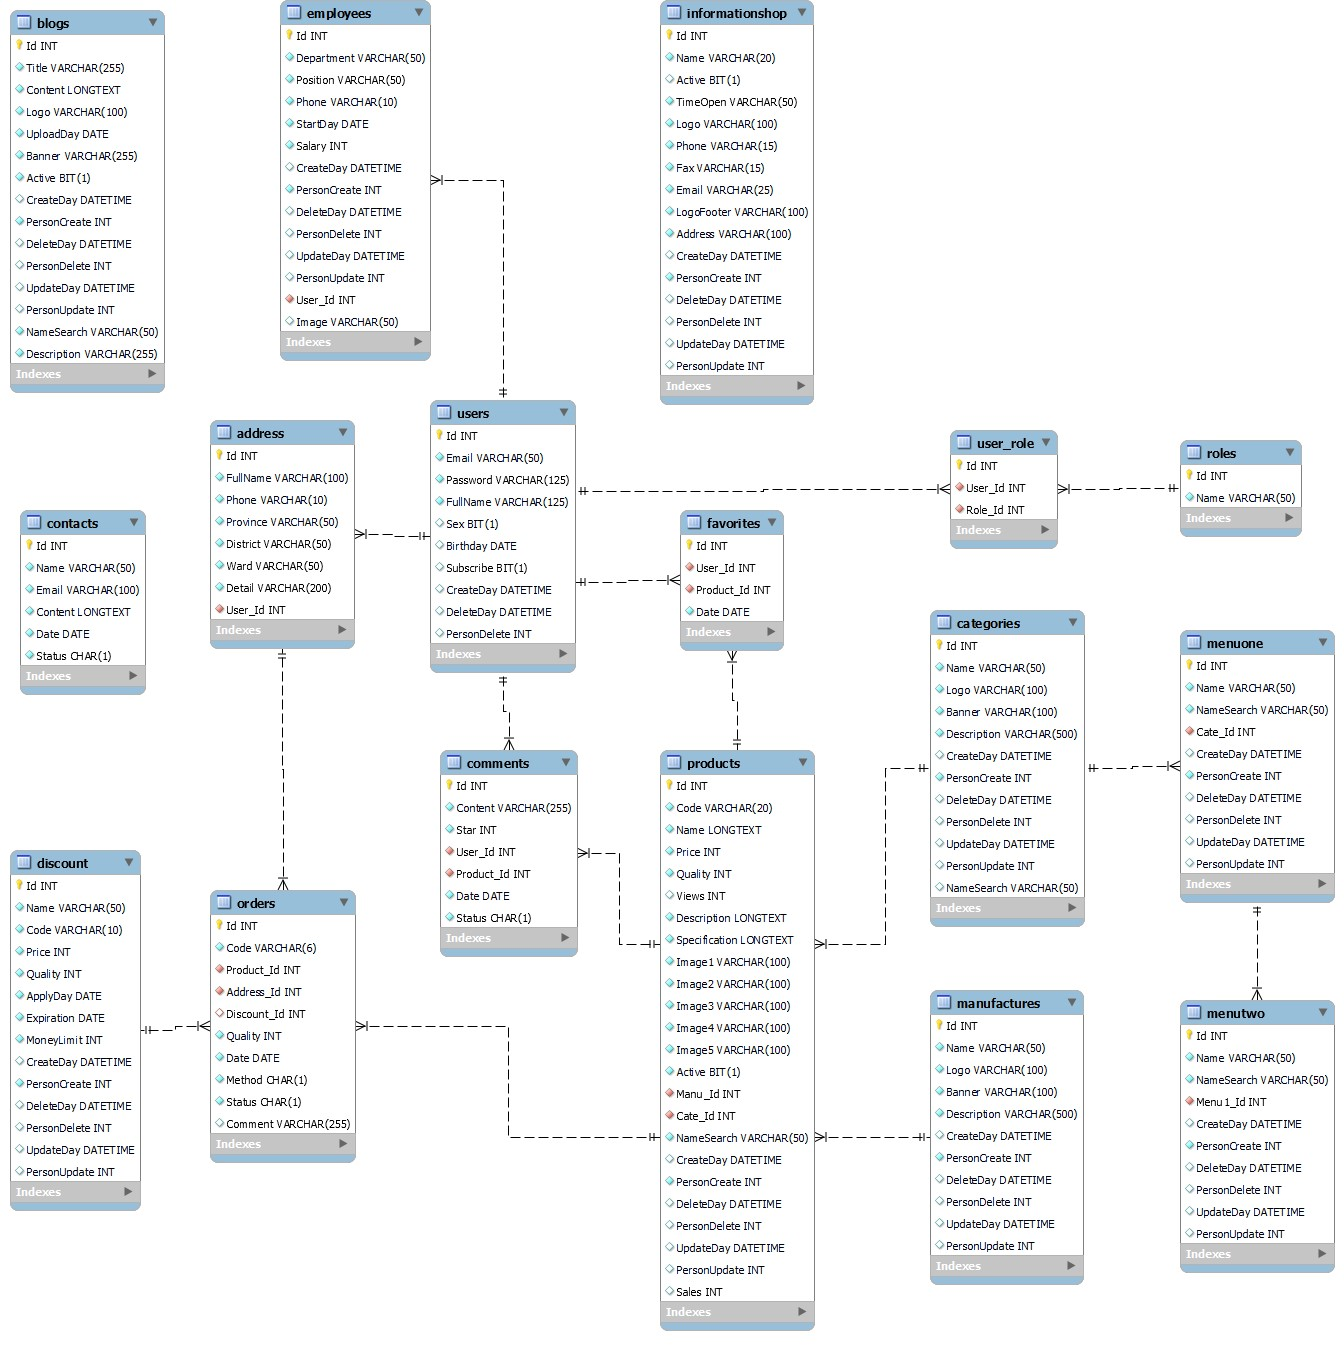 blogs
Id INT
Title VARCHAR(255)
Content LONGTEXT
Logo VARCHAR(100)
UploadDay DATE
Banner VARCHAR(255)
Active BIT(1)
CreateDay DATETIME
PersonCreate INT
DeleteDay DATETIME
PersonDelete INT
UpdateDay DATETIME
PersonUpdate INT
NameSearch VARCHAR(50)
Description VARCHAR(255)
Indexes
employees
Id INT
Department VARCHAR(50)
Position VARCHAR(50)
Phone VARCHAR(10)
StartDay DATE
Salary INT
CreateDay DATETIME
PersonCreate INT
DeleteDay DATETIME
PersonDelete INT
UpdateDay DATETIME
PersonUpdate INT
User_Id INT
Image VARCHAR(50)
Indexes
informationshop
Id INT
Name VARCHAR(20)
Active BIT(1)
TimeOpen VARCHAR(50)
Logo VARCHAR(100)
Phone VARCHAR(15)
Fax VARCHAR(15)
Email VARCHAR(25)
LogoFooter VARCHAR(100)
Address VARCHAR(100)
CreateDay DATETIME
PersonCreate INT
DeleteDay DATETIME
PersonDelete INT
UpdateDay DATETIME
PersonUpdate INT
Indexes
address
Id INT
FullName VARCHAR(100)
Phone VARCHAR(10)
Province VARCHAR(50)
District VARCHAR(50)
Ward VARCHAR(50)
Detail VARCHAR(200)
User_Id INT
Indexes
users
Id INT
Email VARCHAR(50)
Password VARCHAR(125)
FullName VARCHAR(125)
Sex BIT(1)
Birthday DATE
Subscribe BIT(1)
CreateDay DATETIME
DeleteDay DATETIME
PersonDelete INT
Indexes
user_role
Id INT
User_Id INT
Role_Id INT
Indexes
roles
Id INT
Name VARCHAR(50)
Indexes
contacts
Id INT
Name VARCHAR(50)
Email VARCHAR(100)
Content LONGTEXT
Date DATE
Status CHAR(1)
Indexes
favorites
Id INT
User_Id INT
Product_Id INT
Date DATE
Indexes
categories
Id INT
Name VARCHAR(50)
Logo VARCHAR(100)
Banner VARCHAR(100)
Description VARCHAR(500)
CreateDay DATETIME
PersonCreate INT
DeleteDay DATETIME
PersonDelete INT
UpdateDay DATETIME
PersonUpdate INT
NameSearch VARCHAR(50)
Indexes
menuone
Id INT
Name VARCHAR(50)
NameSearch VARCHAR(50)
Cate_Id INT
CreateDay DATETIME
PersonCreate INT
DeleteDay DATETIME
PersonDelete INT
UpdateDay DATETIME
PersonUpdate INT
Indexes
comments
Id INT
Content VARCHAR(255)
Star INT
User_Id INT
Product_Id INT
Date DATE
Status CHAR(1)
Indexes
products
Id INT
Code VARCHAR(20)
Name LONGTEXT
Price INT
Quality INT
Views INT
Description LONGTEXT
Specification LONGTEXT
Image1 VARCHAR(100)
Image2 VARCHAR(100)
Image3 VARCHAR(100)
Image4 VARCHAR(100)
Image5 VARCHAR(100)
Active BIT(1)
Manu_Id INT
Cate_Id INT
NameSearch VARCHAR(50)
CreateDay DATETIME
PersonCreate INT
DeleteDay DATETIME
PersonDelete INT
UpdateDay DATETIME
PersonUpdate INT
Sales INT
Indexes
discount
Id INT
Name VARCHAR(50)
Code VARCHAR(10)
Price INT
Quality INT
ApplyDay DATE
Expiration DATE
MoneyLimit INT
CreateDay DATETIME
PersonCreate INT
DeleteDay DATETIME
PersonDelete INT
UpdateDay DATETIME
PersonUpdate INT
Indexes
orders
Id INT
Code VARCHAR(6)
Product_Id INT
Address_Id INT
Discount_Id INT
Quality INT
Date DATE
Method CHAR(1)
Status CHAR(1)
Comment VARCHAR(255)
Indexes
manufactures
Id INT
Name VARCHAR(50)
Logo VARCHAR(100)
Banner VARCHAR(100)
Description VARCHAR(500)
CreateDay DATETIME
PersonCreate INT
DeleteDay DATETIME
PersonDelete INT
UpdateDay DATETIME
PersonUpdate INT
Indexes
menutwo
Id INT
Name VARCHAR(50)
NameSearch VARCHAR(50)
Menu1_Id INT
CreateDay DATETIME
PersonCreate INT
DeleteDay DATETIME
PersonDelete INT
UpdateDay DATETIME
PersonUpdate INT
Indexes